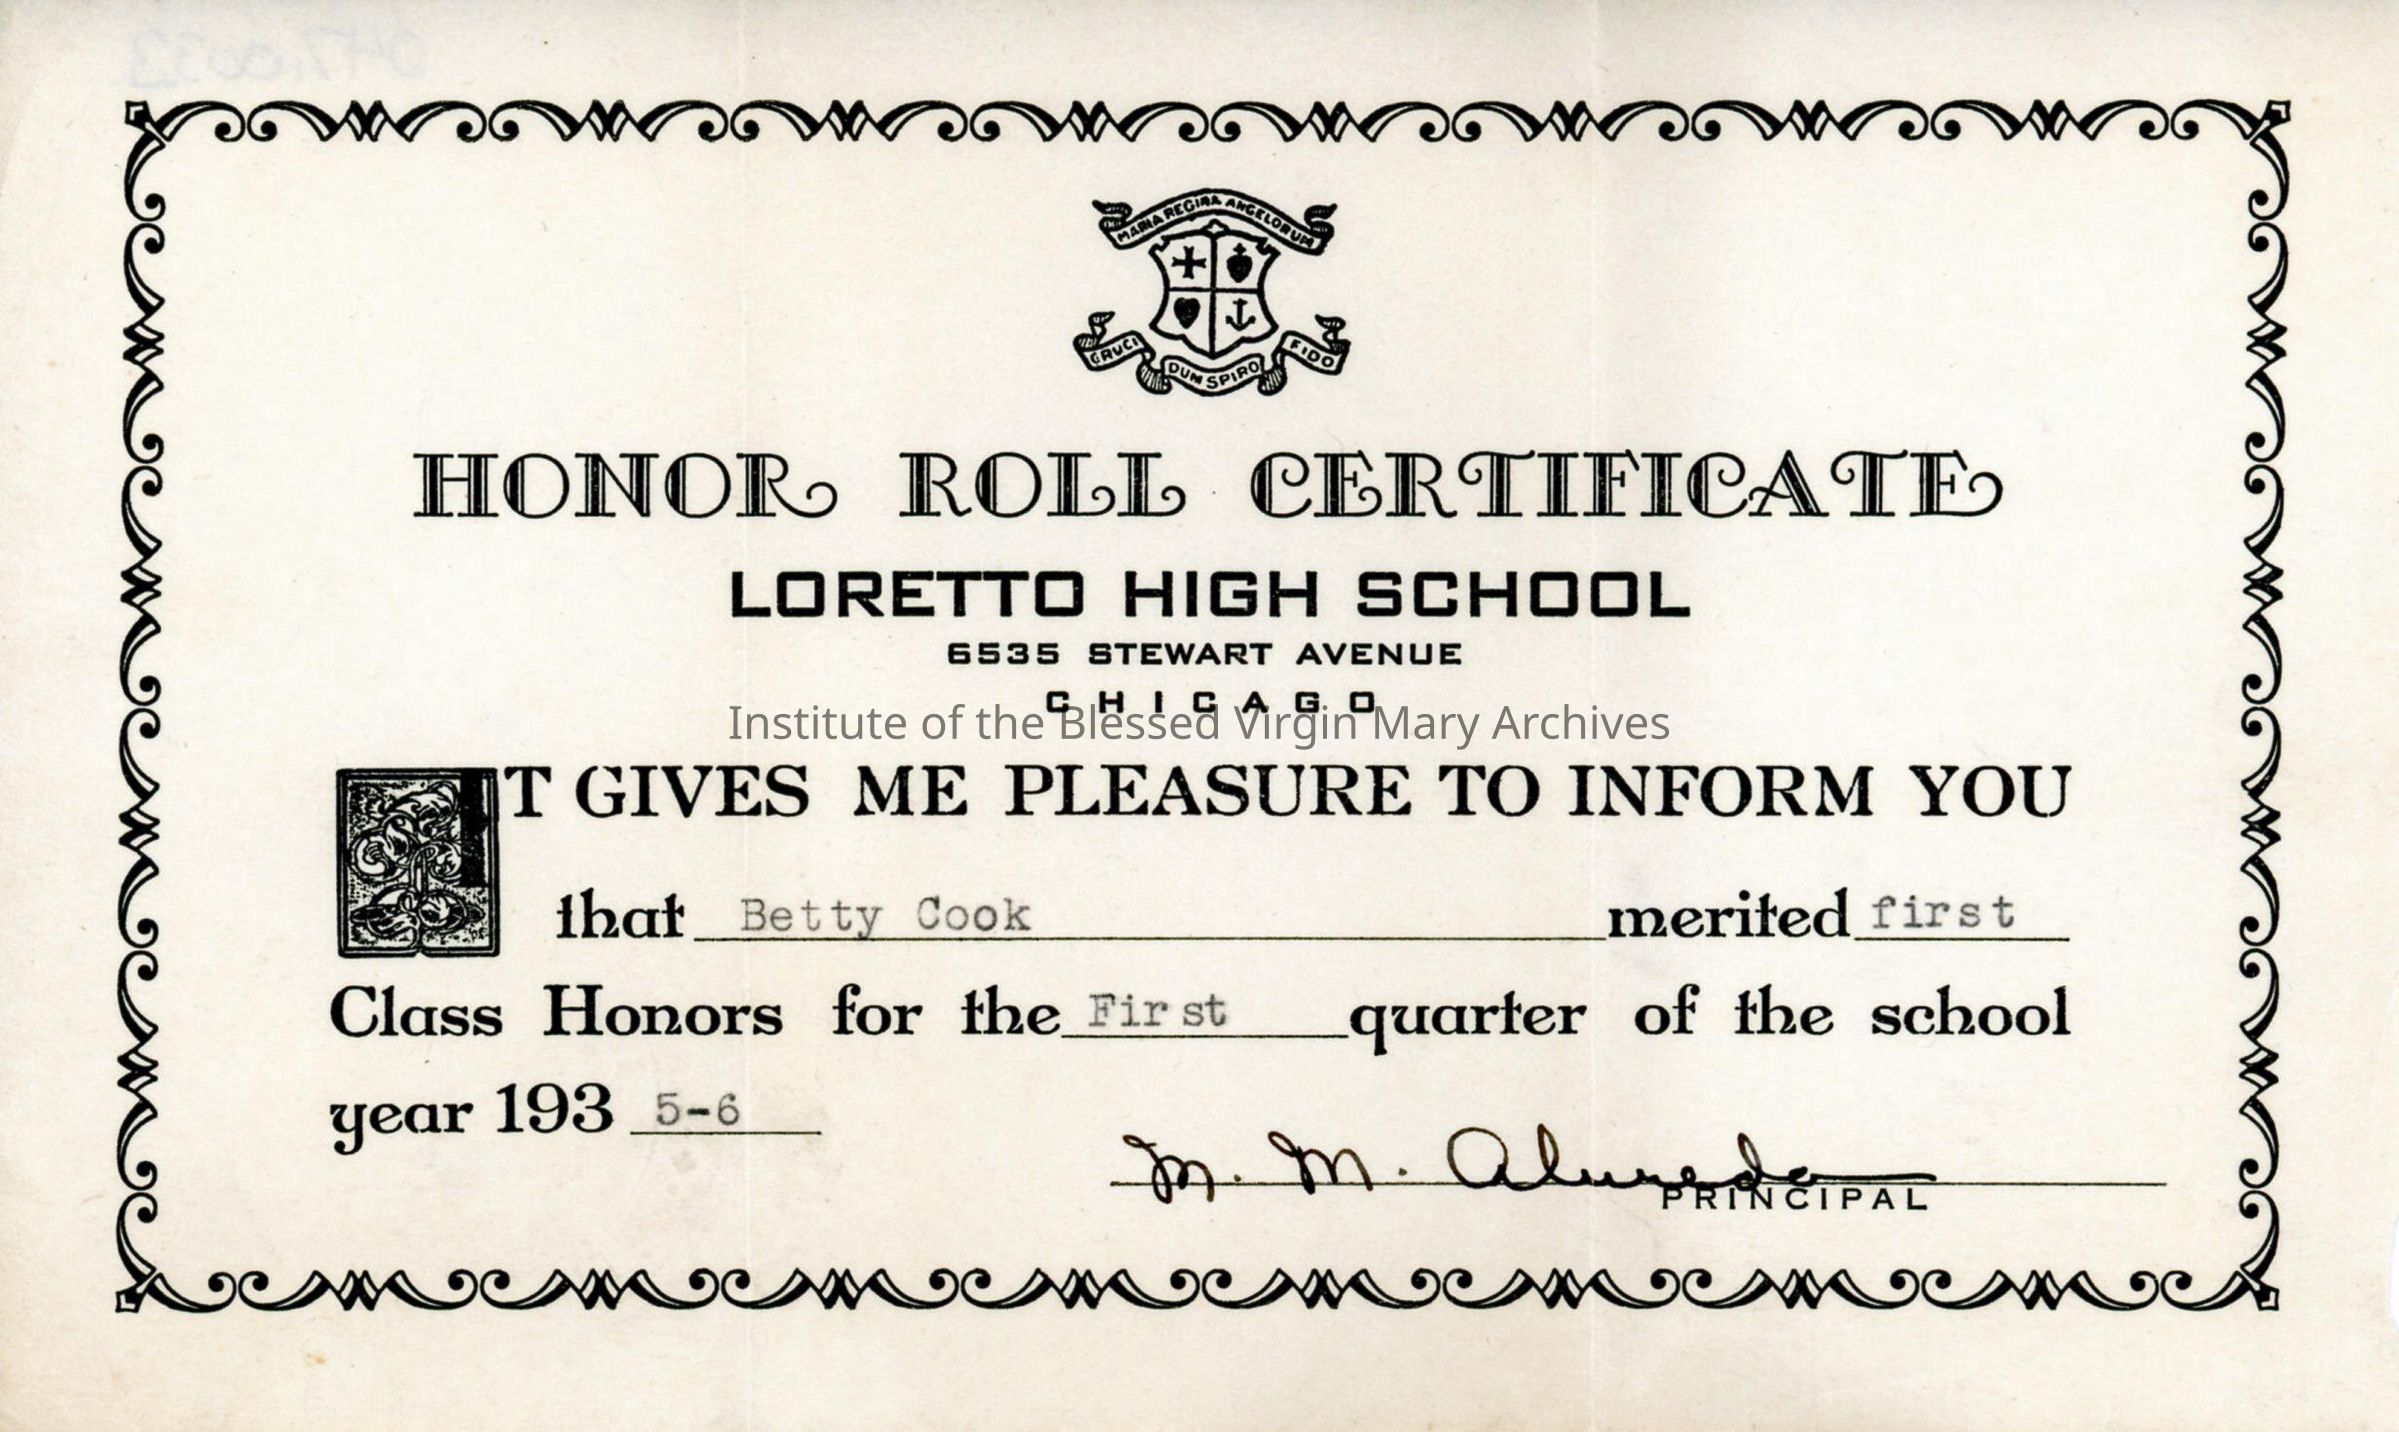 MARIA REGINA ANGELORUM
CRUCI DUM SPIRO FIDO
HONOR ROLL CERTIFICATE
LORETTO HIGH SCHOOL
6535 STEWART AVENUE
CHICAGO
Institute of the Blessed Virgin Mary Archives
IT GIVES ME PLEASURE TO INFORM YOU
that Betty Cook merited first
Class Honors for the First quarter of the school
year 193 5-6
M. M.
PRINCIPAL